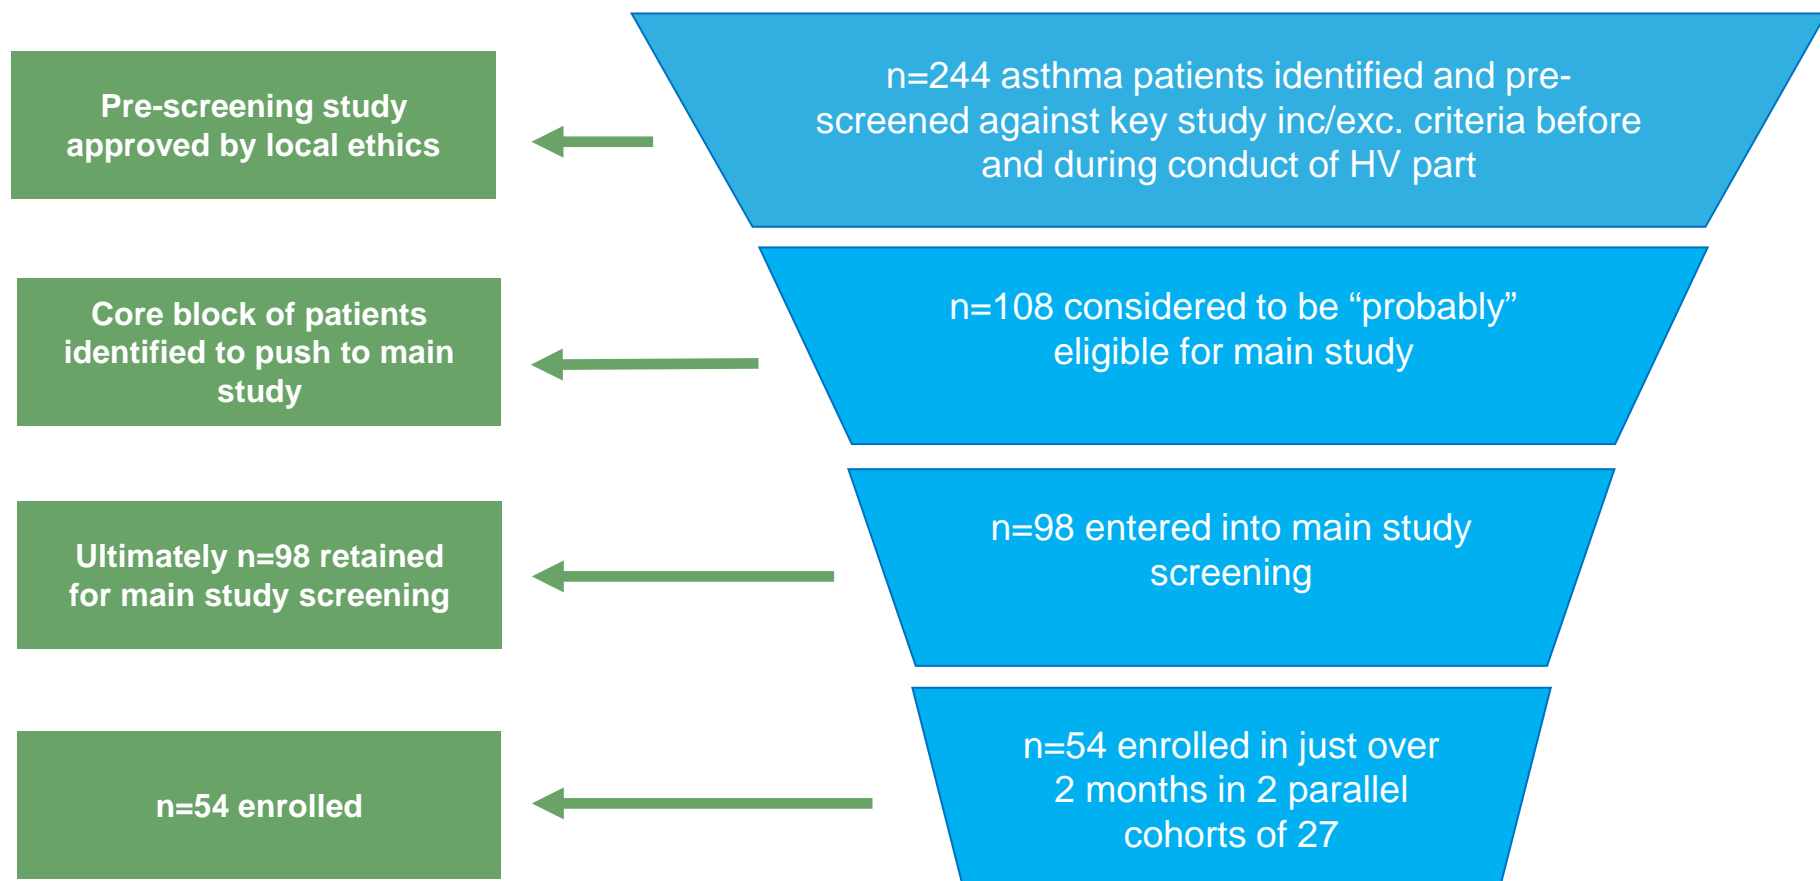 Pre-screening study
approved by local ethics
n=244 asthma patients identified and pre-
screened against key study inc/exc. criteria before
and during conduct of HV part
Core block of patients
identified to push to main
study
n=108 considered to be “probably”
eligible for main study
Ultimately n=98 retained
for main study screening
n=98 entered into main study
screening
n=54 enrolled
n=54 enrolled in just over
2 months in 2 parallel
cohorts of 27